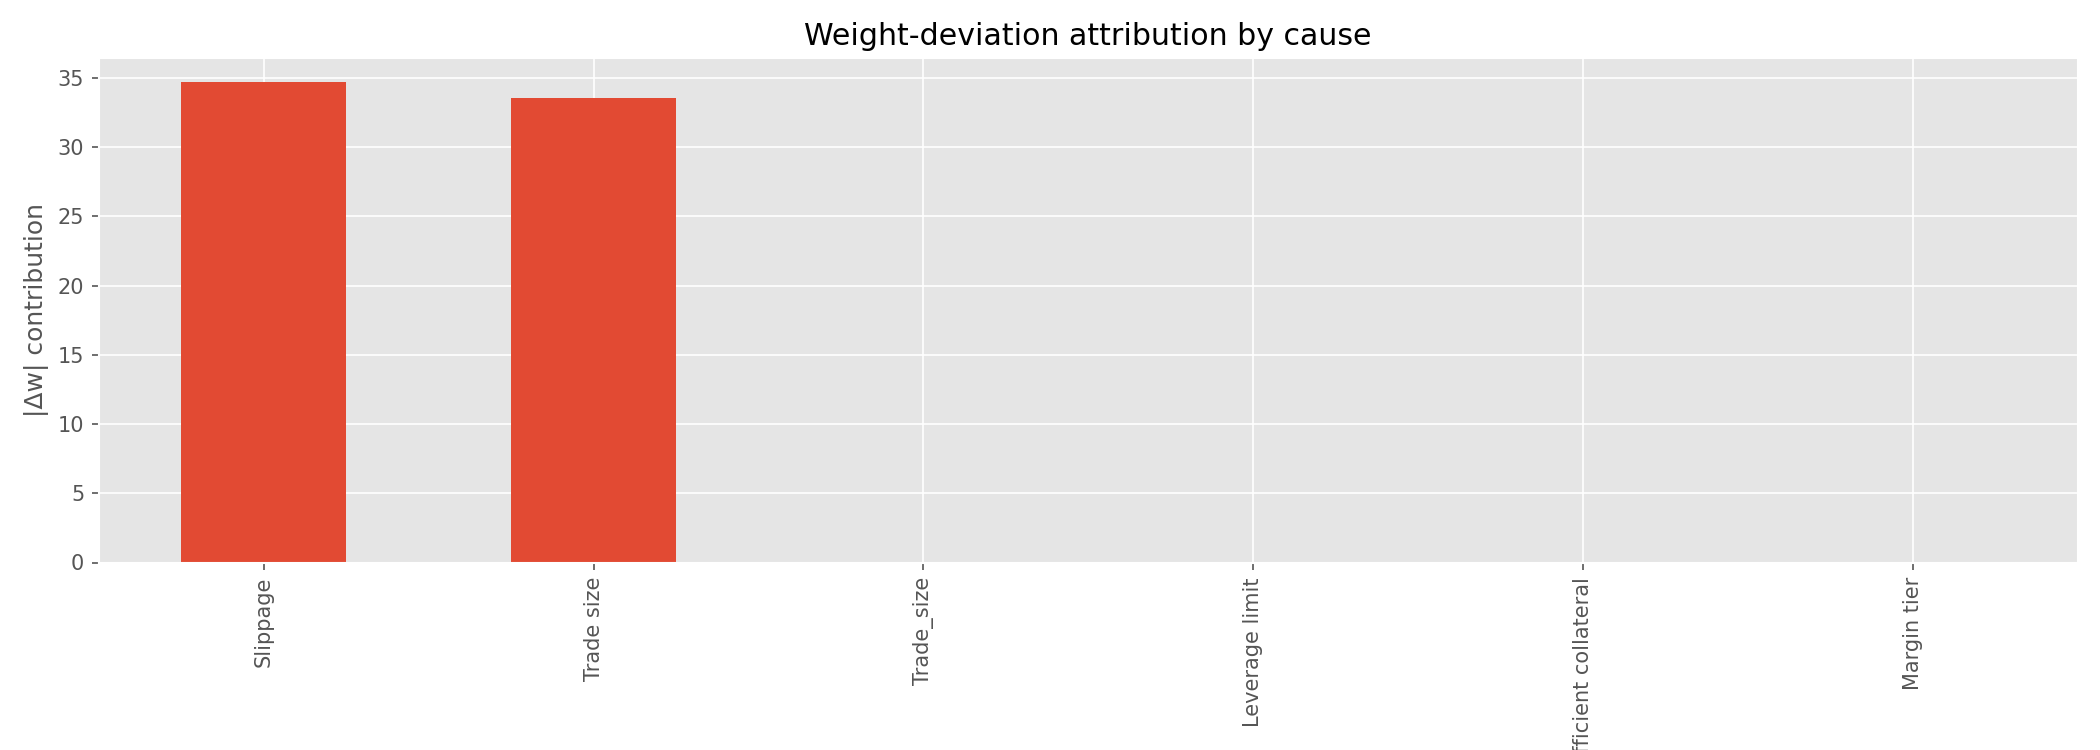 Weight-deviation attribution by cause
|Δw| contribution
35
30
25
20
15
10
5
0
Slippage
Trade size
Trade_size
Leverage limit
fficient collateral
Margin tier